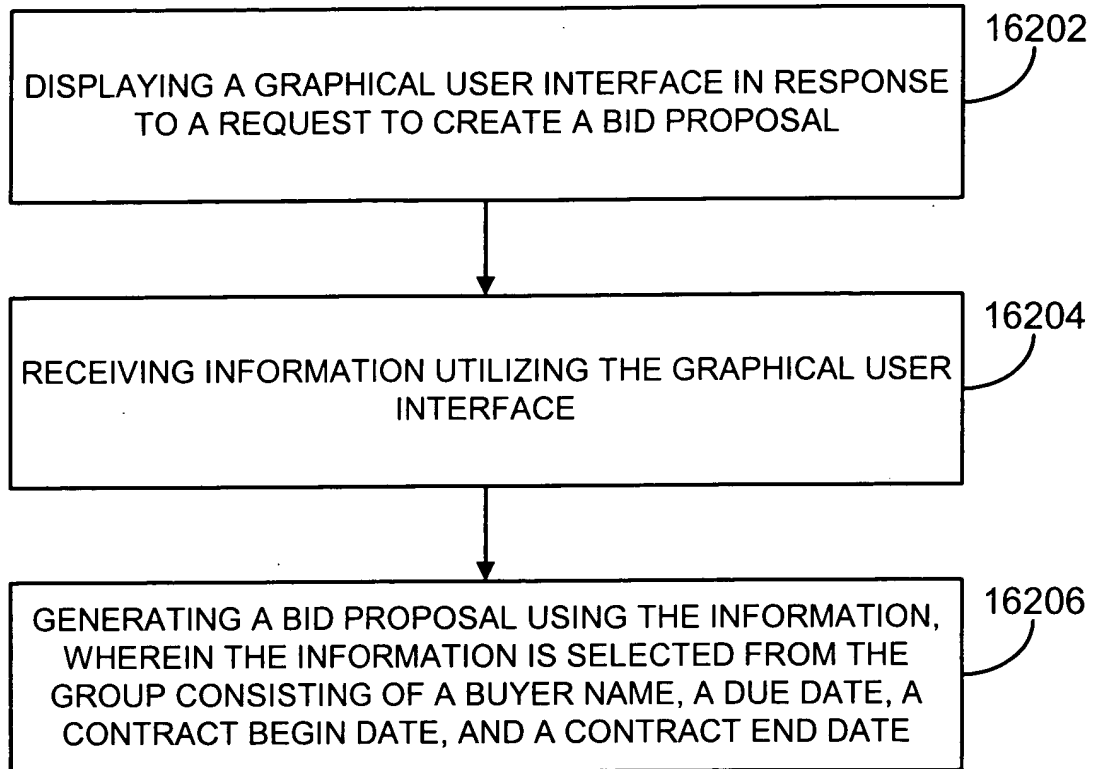 16202
DISPLAYING A GRAPHICAL USER INTERFACE IN RESPONSE
TO A REQUEST TO CREATE A BID PROPOSAL
16204
RECEIVING INFORMATION UTILIZING THE GRAPHICAL USER
INTERFACE
16206
GENERATING A BID PROPOSAL USING THE INFORMATION,
WHEREIN THE INFORMATION IS SELECTED FROM THE
GROUP CONSISTING OF A BUYER NAME, A DUE DATE, A
CONTRACT BEGIN DATE, AND A CONTRACT END DATE